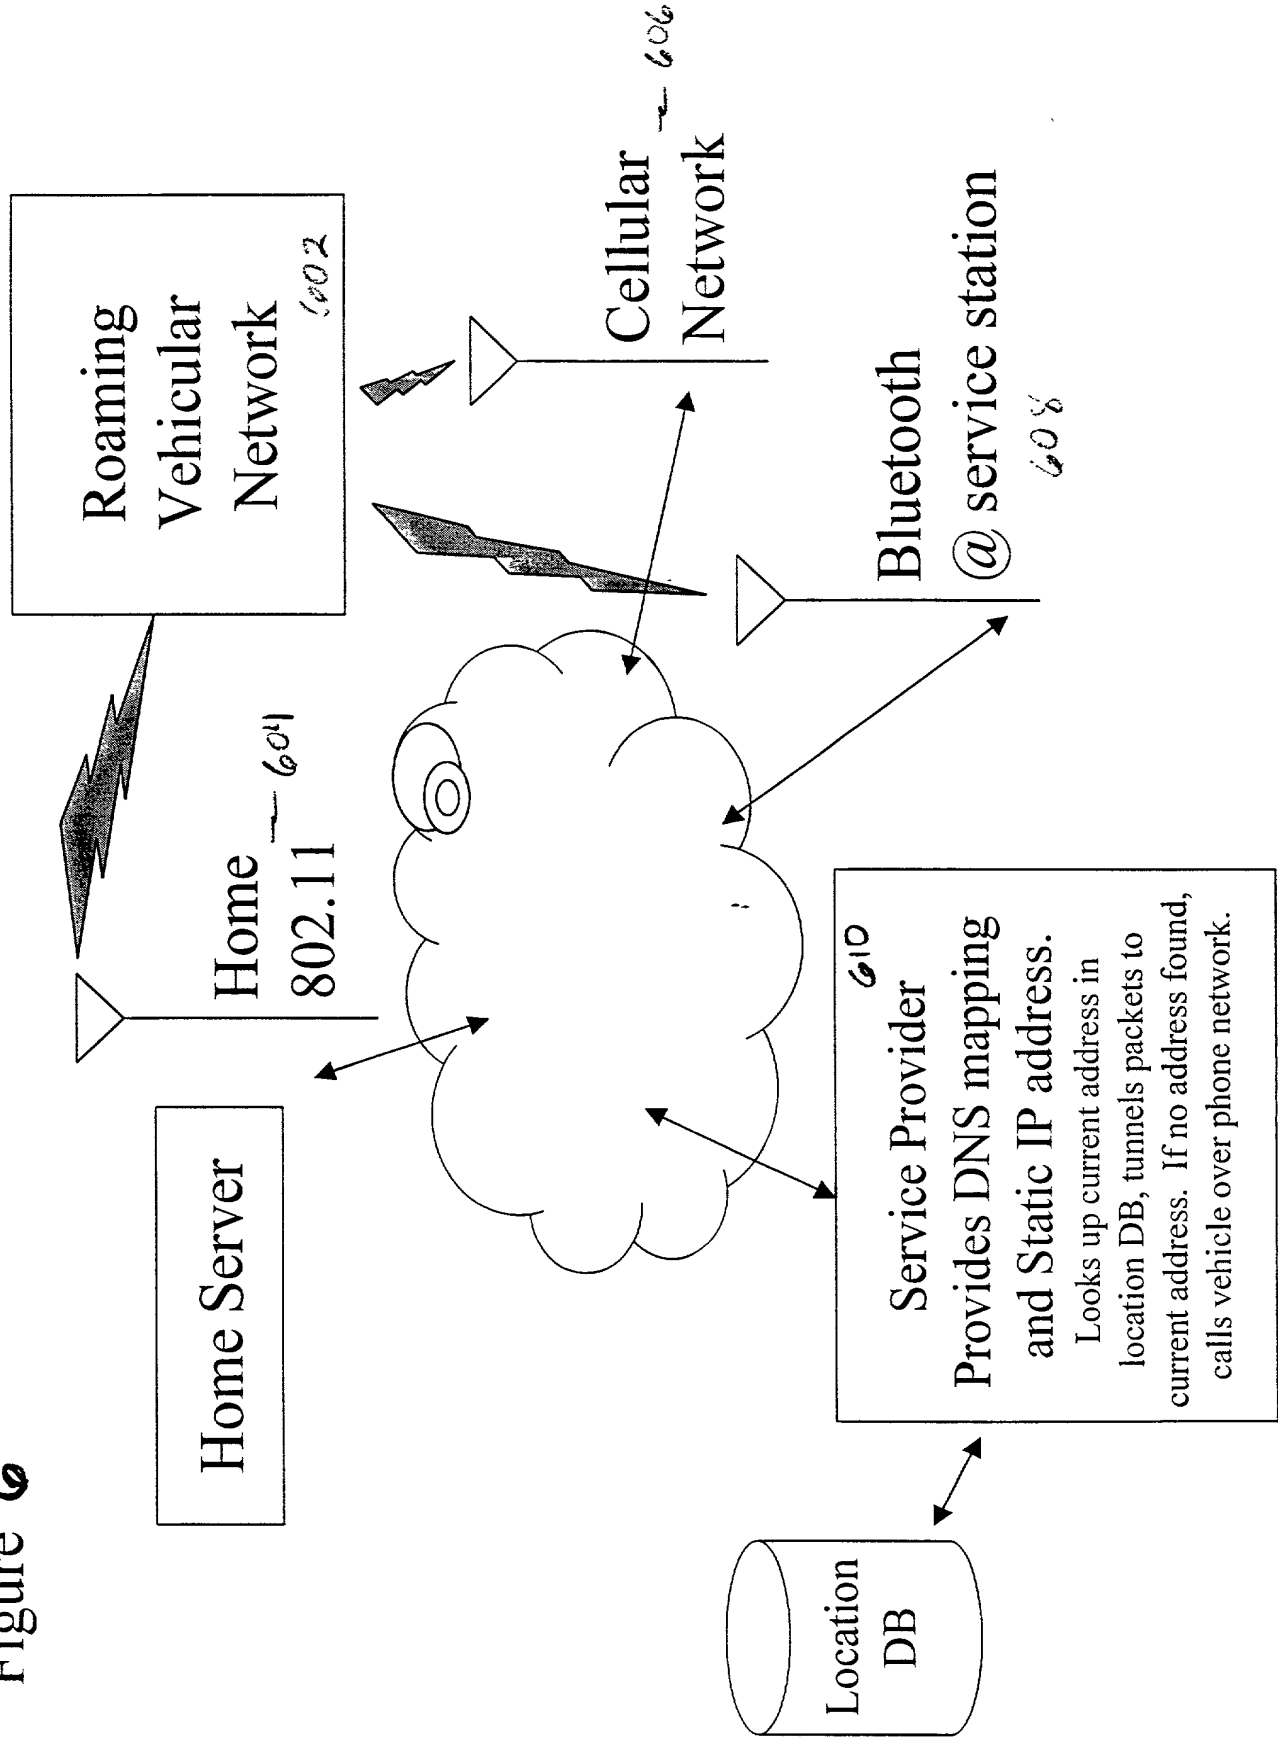 Figure 6
Home Server
Home
802.11
604
Roaming
Vehicular
Network
602
Cellular
Network
606
Bluetooth
@ service station
608
610
Service Provider
Provides DNS mapping
and Static IP address.
Looks up current address in
location DB, tunnels packets to
current address. If no address found,
calls vehicle over phone network.
Location
DB